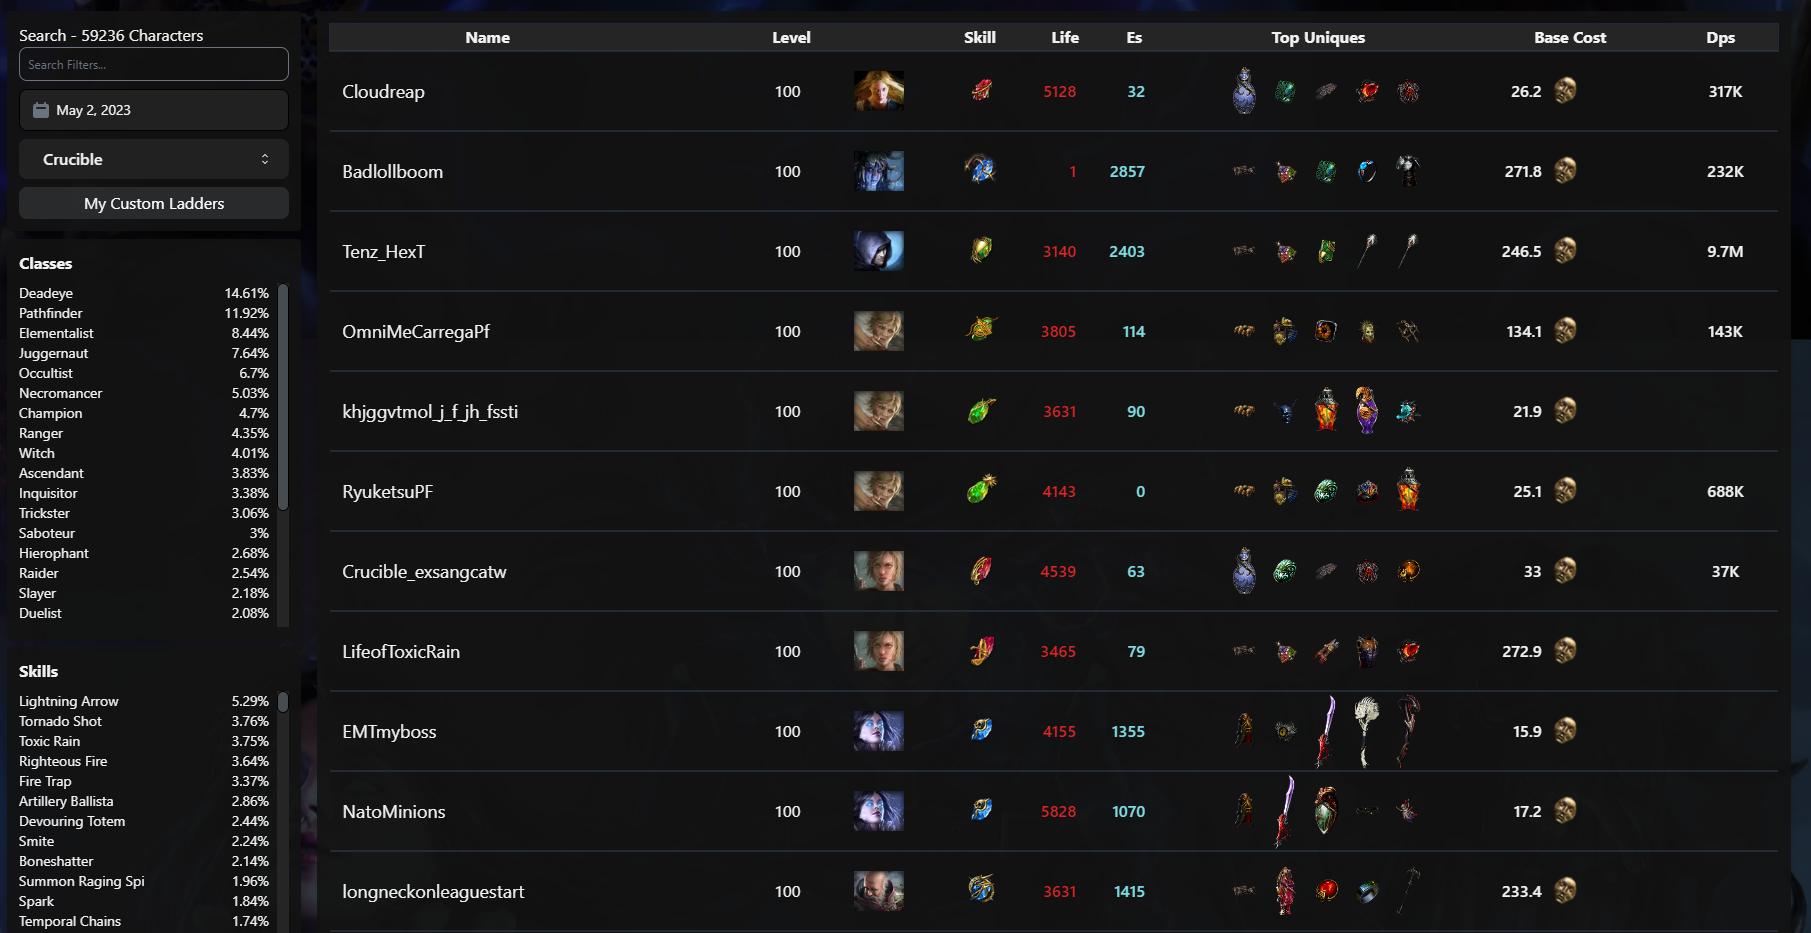 Search - 59236 Characters
Search Filters...
May 2, 2023
Crucible
My Custom Ladders
Classes
Deadeye 14.61%
Pathfinder 11.92%
Elementalist 8.44%
Juggernaut 7.64%
Occultist 6.7%
Necromancer 5.03%
Champion 4.7%
Ranger 4.35%
Witch 4.01%
Ascendant 3.83%
Inquisitor 3.38%
Trickster 3.06%
Saboteur 3%
Hierophant 2.68%
Raider 2.54%
Slayer 2.18%
Duelist 2.08%
Skills
Lightning Arrow 5.29%
Tornado Shot 3.76%
Toxic Rain 3.75%
Righteous Fire 3.64%
Fire Trap 3.37%
Artillery Ballista 2.86%
Devouring Totem 2.44%
Smite 2.24%
Boneshatter 2.14%
Summon Raging Spi 1.96%
Spark 1.84%
Temporal Chains 1.74%
Name Level Skill Life Es Top Uniques Base Cost Dps
Cloudreap 100 5128 32 26.2 317K
Badlollboom 100 1 2857 271.8 232K
Tenz_HexT 100 3140 2403 246.5 9.7M
OmniMeCarregaPf 100 3805 114 134.1 143K
khjggvtmol_j_f_jh_fssti 100 3631 90 21.9
RyuketsuPF 100 4143 0 25.1 688K
Crucible_exsangcatw 100 4539 63 33 37K
LifeofToxicRain 100 3465 79 272.9
EMTmyboss 100 4155 1355 15.9
NatoMinions 100 5828 1070 17.2
longneckonleaguestart 100 3631 1415 233.4